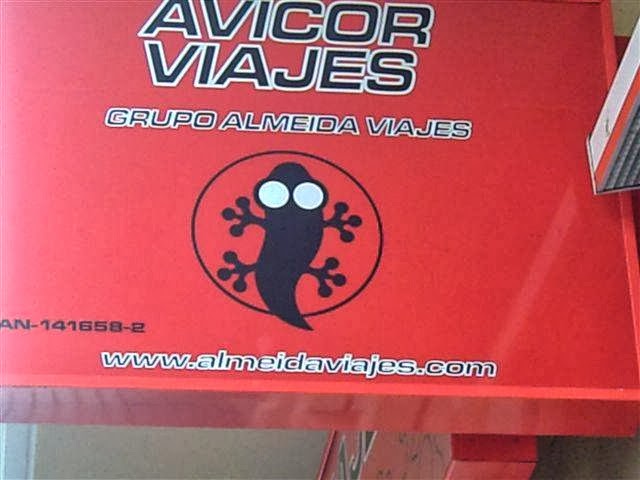 AVICOR
VIAJES
GRUPO ALMEIDA VIAJES
AN-141658-2
www.almeidaviajes.com